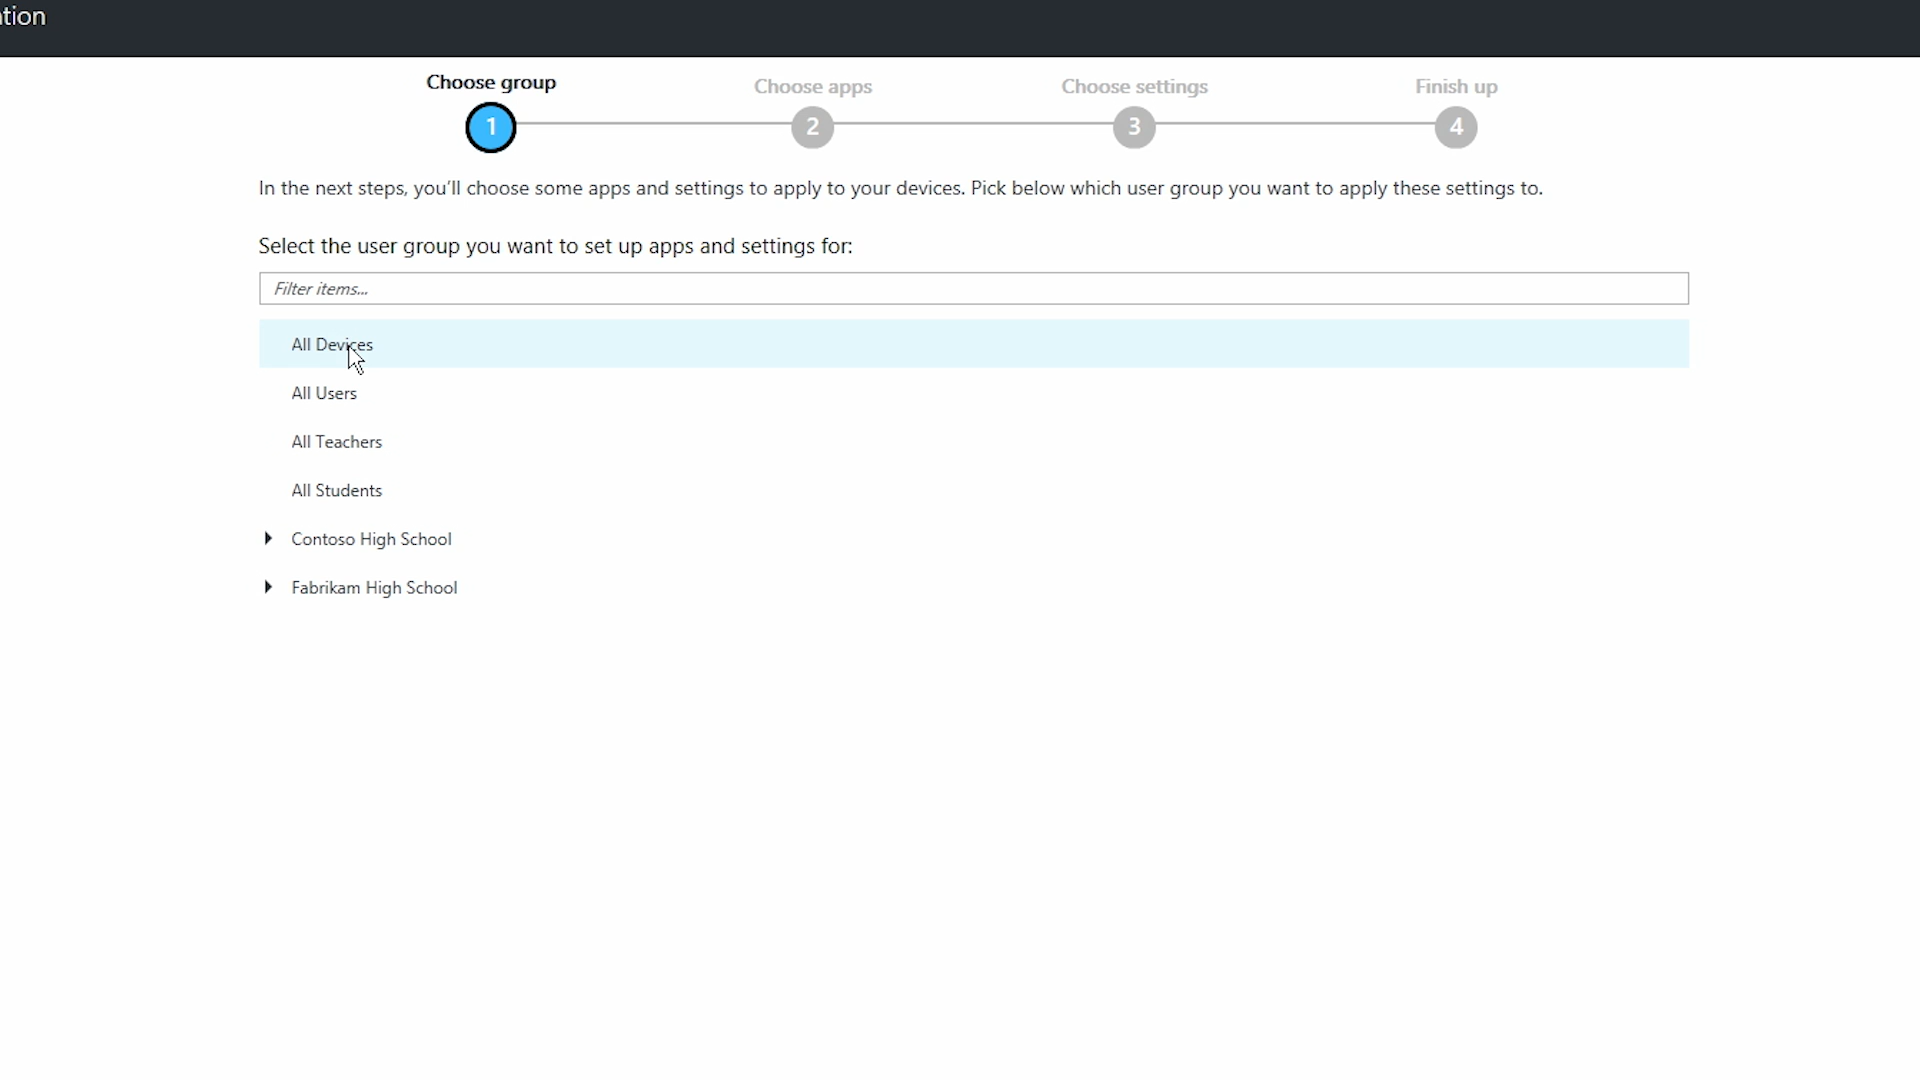 Choose group
Choose apps
Choose settings
Finish up
1
2
3
4
In the next steps, you'll choose some apps and settings to apply to your devices. Pick below which user group you want to apply these settings to.
Select the user group you want to set up apps and settings for:
Filter items...
All Devices
All Users
All Teachers
All Students
Contoso High School
Fabrikam High School